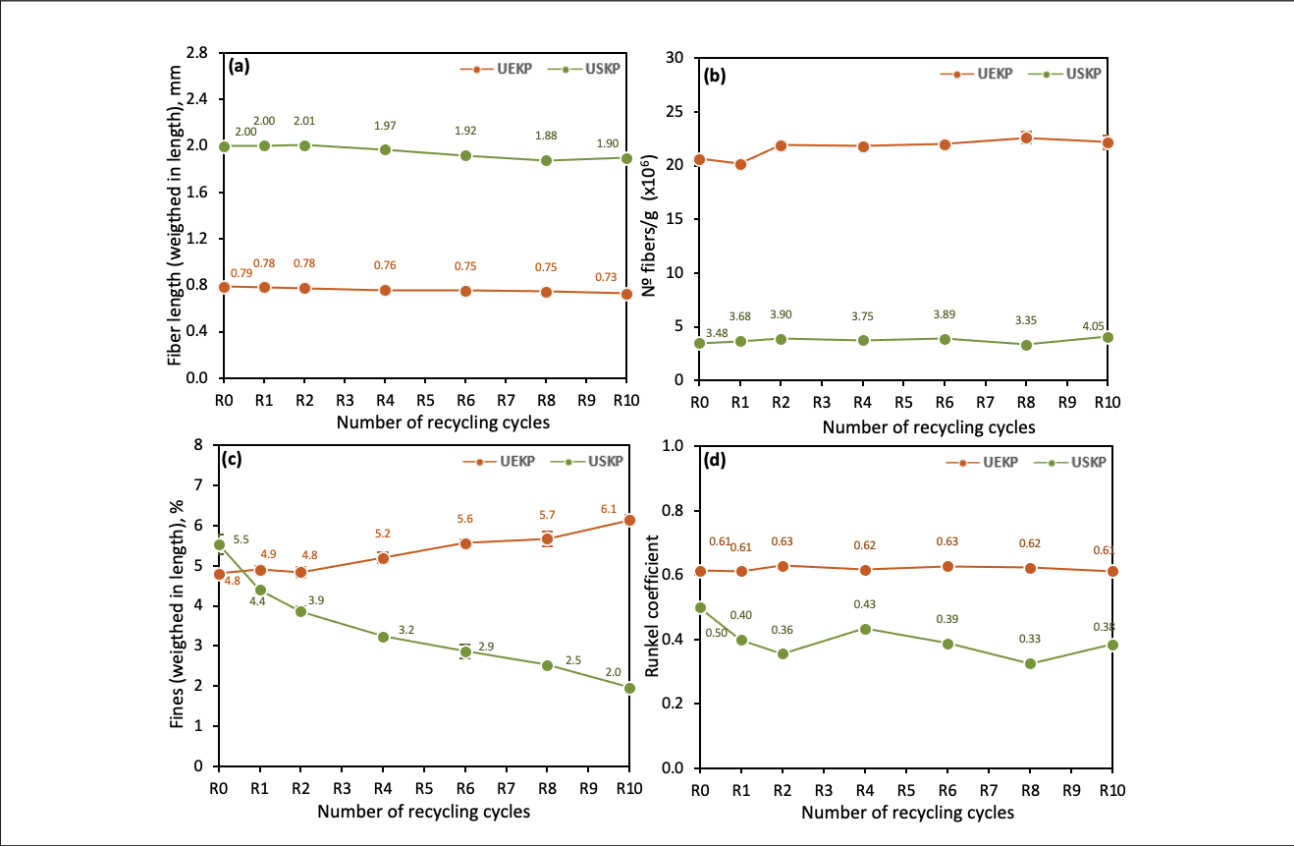 (a)
UEKP USKP
Fiber length (weigthed in length), mm
2.8
2.4
2.0
1.6
1.2
0.8
0.4
0.0
2.00 2.00 2.01 1.97 1.92 1.88 1.90
0.79 0.78 0.78 0.76 0.75 0.75 0.73
R0 R1 R2 R3 R4 R5 R6 R7 R8 R9 R10
Number of recycling cycles
(b)
UEKP USKP
Nº fibers/g (x10⁶)
30
25
20
15
10
5
0
3.48 3.68 3.90 3.75 3.89 3.35 4.05
R0 R1 R2 R3 R4 R5 R6 R7 R8 R9 R10
Number of recycling cycles
(c)
UEKP USKP
Fines (weigthed in length), %
8
7
6
5
4
3
2
1
0
4.8 4.9 4.8 5.2 5.6 5.7 6.1
5.5 4.4 3.9 3.2 2.9 2.5 2.0
R0 R1 R2 R3 R4 R5 R6 R7 R8 R9 R10
Number of recycling cycles
(d)
UEKP USKP
Runkel coefficient
1.0
0.8
0.6
0.4
0.2
0.0
0.61 0.61 0.63 0.62 0.63 0.62 0.61
0.50 0.40 0.36 0.43 0.39 0.33 0.38
R0 R1 R2 R3 R4 R5 R6 R7 R8 R9 R10
Number of recycling cycles